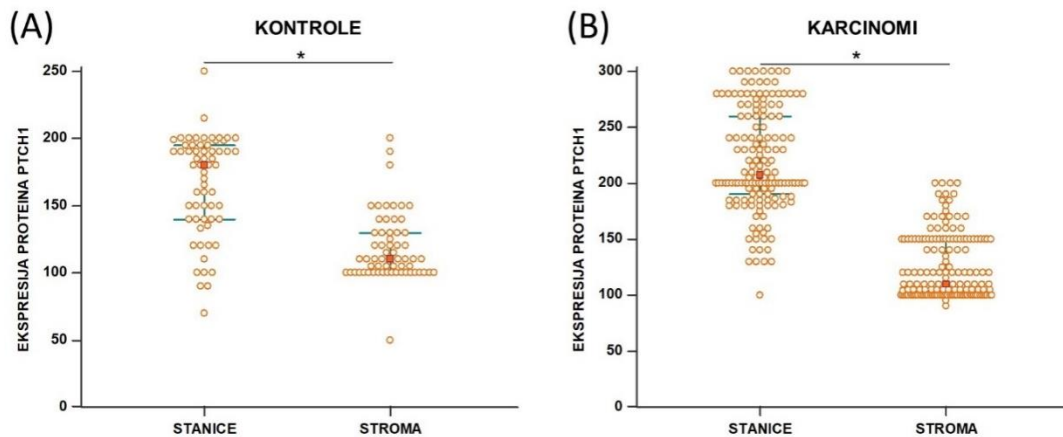 (A)
KONTROLE
*
EKSPRESIJA PROTEINA PTCH1
250
200
150
100
50
0
STANICE
STROMA
(B)
KARCINOMI
*
EKSPRESIJA PROTEINA PTCH1
300
250
200
150
100
50
0
STANICE
STROMA